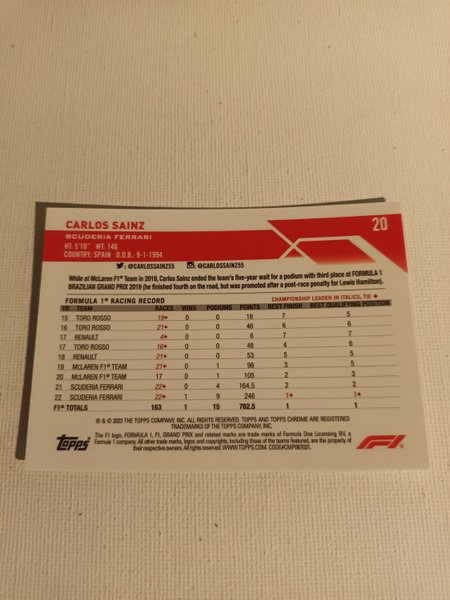 CARLOS SAINZ
20
SCUDERIA FERRARI
HT: 5'10" WT: 146
COUNTRY: SPAIN D.O.B.: 9-1-1994
: @CARLOSSAINZ55 @CARLOSSAINZ55
While at McLaren F1® Team in 2019, Carlos Sainz ended the team's five-year wait for a podium with third place at FORMULA 1
BRAZILIAN GRAND PRIX 2019 (he finished fourth on the road, but was promoted after a post-race penalty for Lewis Hamilton).
FORMULA 1® RACING RECORD CHAMPIONSHIP LEADER IN ITALICS, TIE ♦
YR TEAM RACES WINS PODIUMS POINTS BEST FINISH BEST QUALIFYING POSITION
15 TORO ROSSO 19♦ 0 0 18 7 5
16 TORO ROSSO 21♦ 0 0 46 6 6
17 RENAULT 4♦ 0 0 6 7 7
17 TORO ROSSO 16♦ 0 0 48 4 6
18 RENAULT 21♦ 0 0 53 5 5
19 McLAREN F1® TEAM 21♦ 0 1 96 3 5
20 McLAREN F1® TEAM 17 0 1 105 2 3
21 SCUDERIA FERRARI 22♦ 0 4 164.5 2 2
22 SCUDERIA FERRARI 22♦ 1 9 246 1♦ 1♦
F1® TOTALS 163 1 15 782.5 1 1
® & © 2023 THE TOPPS COMPANY, INC. ALL RIGHTS RESERVED. TOPPS AND TOPPS CHROME ARE REGISTERED
TRADEMARKS OF THE TOPPS COMPANY, INC.
The F1 logo, FORMULA 1, F1, GRAND PRIX and related marks are trade marks of Formula One Licensing BV, a
Formula 1 company. All other trade marks, logos and copyrights, including those of the teams featured, are the property of
their respective owners. All rights reserved. WWW.TOPPS.COM. CODE#CMP067031.
Topps
F1